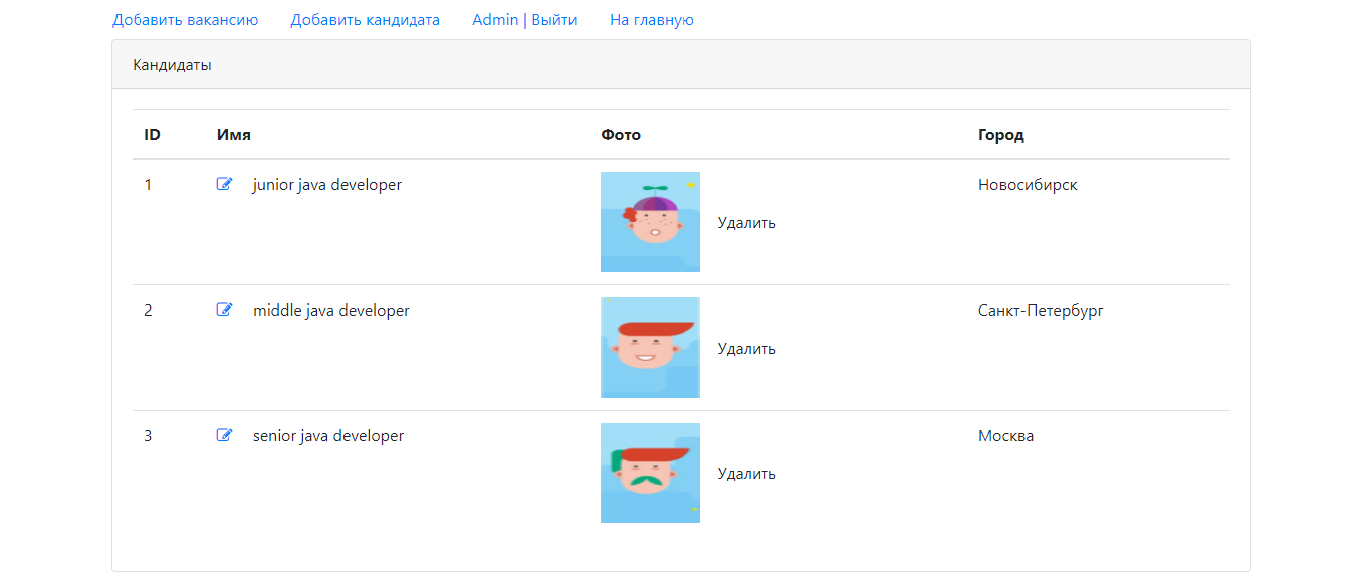 Добавить вакансию Добавить кандидата Admin | Выйти На главную
Кандидаты
ID Имя Фото Город
1 junior java developer Новосибирск
Удалить
2 middle java developer Санкт-Петербург
Удалить
3 senior java developer Москва
Удалить